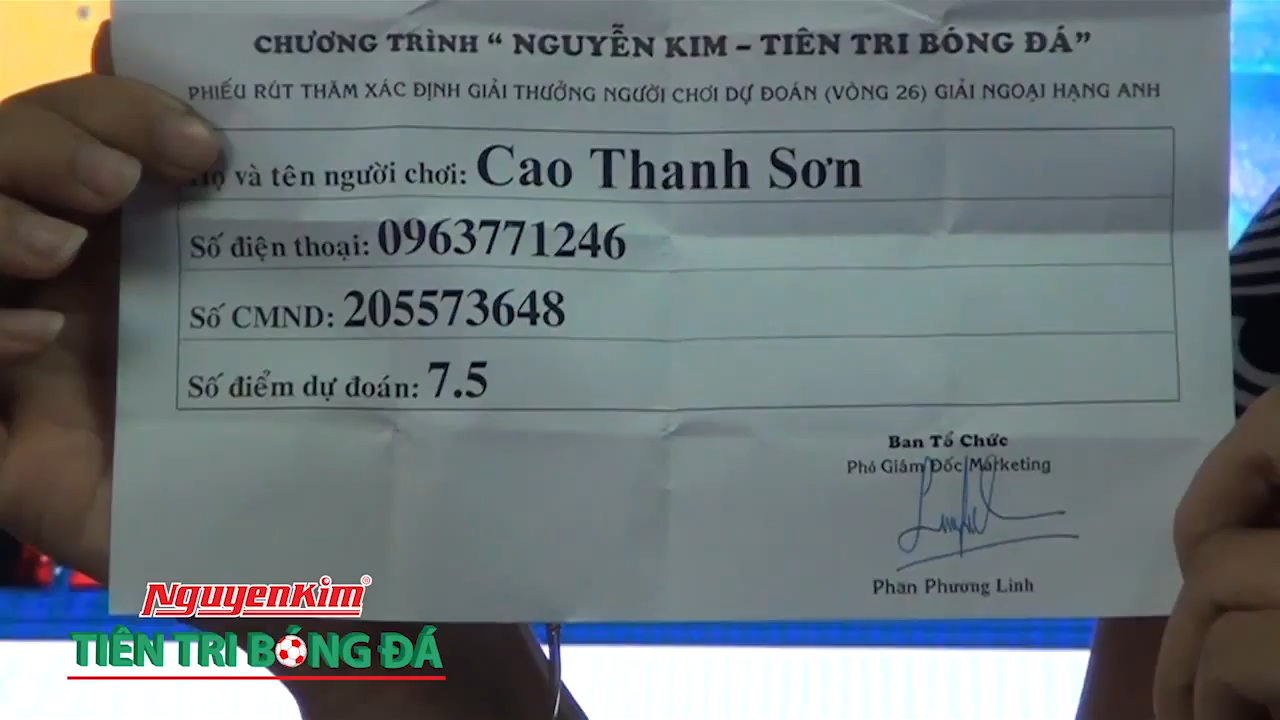 CHƯƠNG TRÌNH “ NGUYỄN KIM – TIÊN TRI BÓNG ĐÁ”
PHIẾU RÚT THĂM XÁC ĐỊNH GIẢI THƯỞNG NGƯỜI CHƠI DỰ ĐOÁN (VÒNG 26) GIẢI NGOẠI HẠNG ANH
và tên người chơi: Cao Thanh Sơn
Số điện thoại: 0963771246
Số CMND: 205573648
Số điểm dự đoán: 7.5
Ban Tổ Chức
Phó Giám Đốc Marketing
Phan Phương Linh
NguyenKim®
TIÊN TRI BÓNG ĐÁ